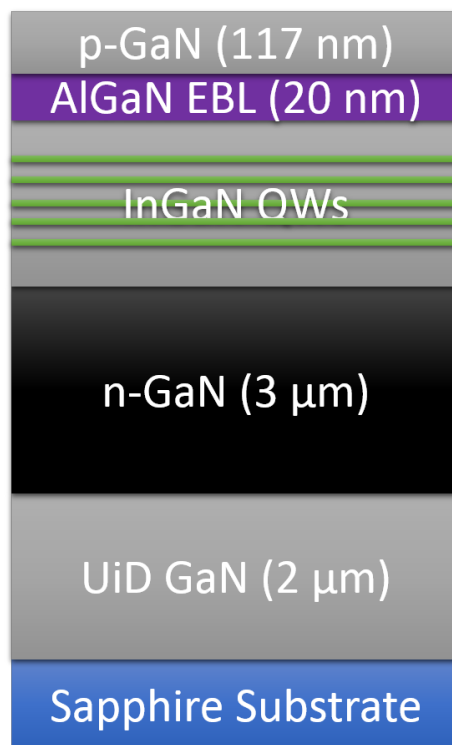 p-GaN (117 nm)
AlGaN EBL (20 nm)
InGaN QWs
n-GaN (3 μm)
UiD GaN (2 μm)
Sapphire Substrate